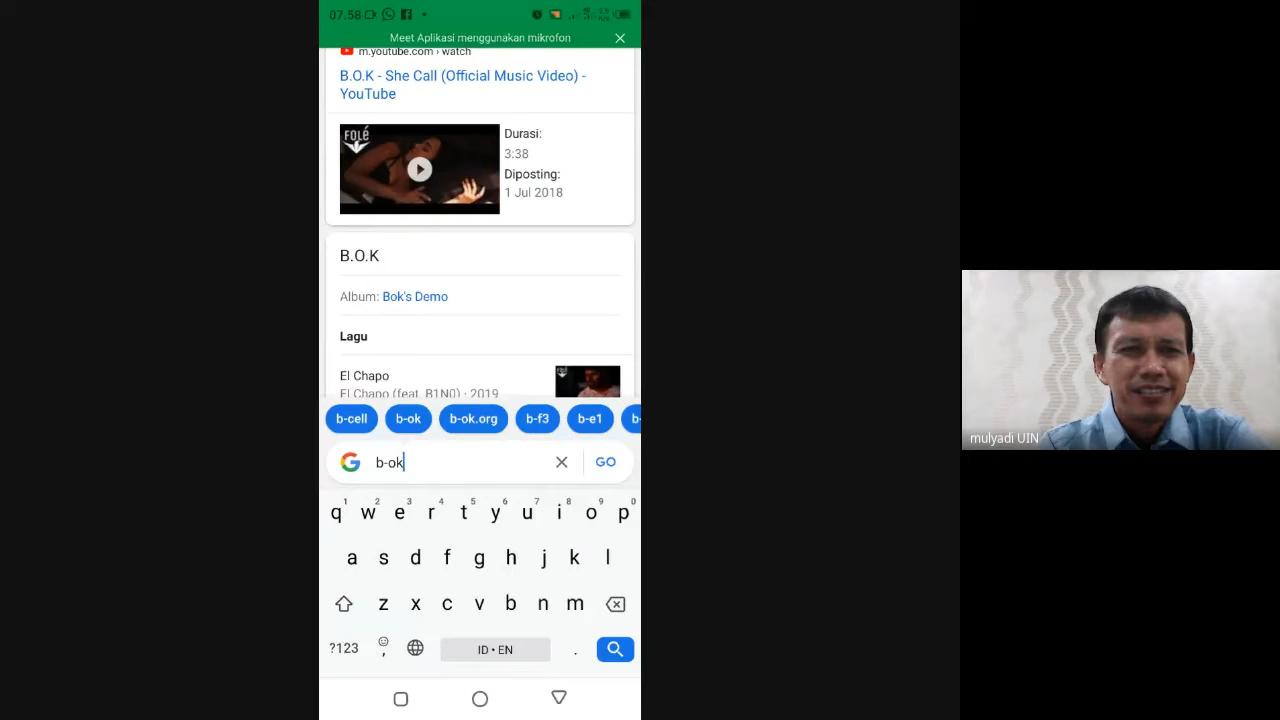 07.58
Meet Aplikasi menggunakan mikrofon
m.youtube.com › watch
B.O.K - She Call (Official Music Video) -
YouTube
FOLÉ
Durasi:
3:38
Diposting:
1 Jul 2018
B.O.K
Album: Bok's Demo
Lagu
El Chapo
El Chapo (feat. B1N0) · 2019
b-cell b-ok b-ok.org b-f3 b-e1 b-
G b-ok GO
1 2 3 4 5 6 7 8 9 0
q w e r t y u i o p
a s d f g h j k l
z x c v b n m
?123 , ID • EN .
mulyadi UIN